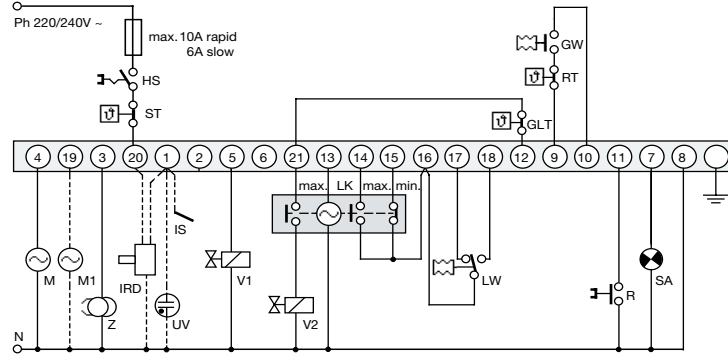 Ph 220/240V ~
max. 10A rapid
6A slow
HS
ST
GW
RT
GLT
4 19 3 20 1 2 5 6 21 13 14 15 16 17 18 12 9 10 11 7 8
max. LK max. min.
IS
M M1 IRD V1 LW R SA
Z UV V2
N